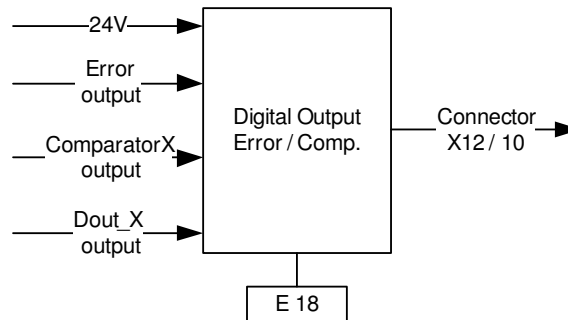 24V
Error
output
ComparatorX
output
Dout_X
output
Digital Output
Error / Comp.
Connector
X12 / 10
E 18